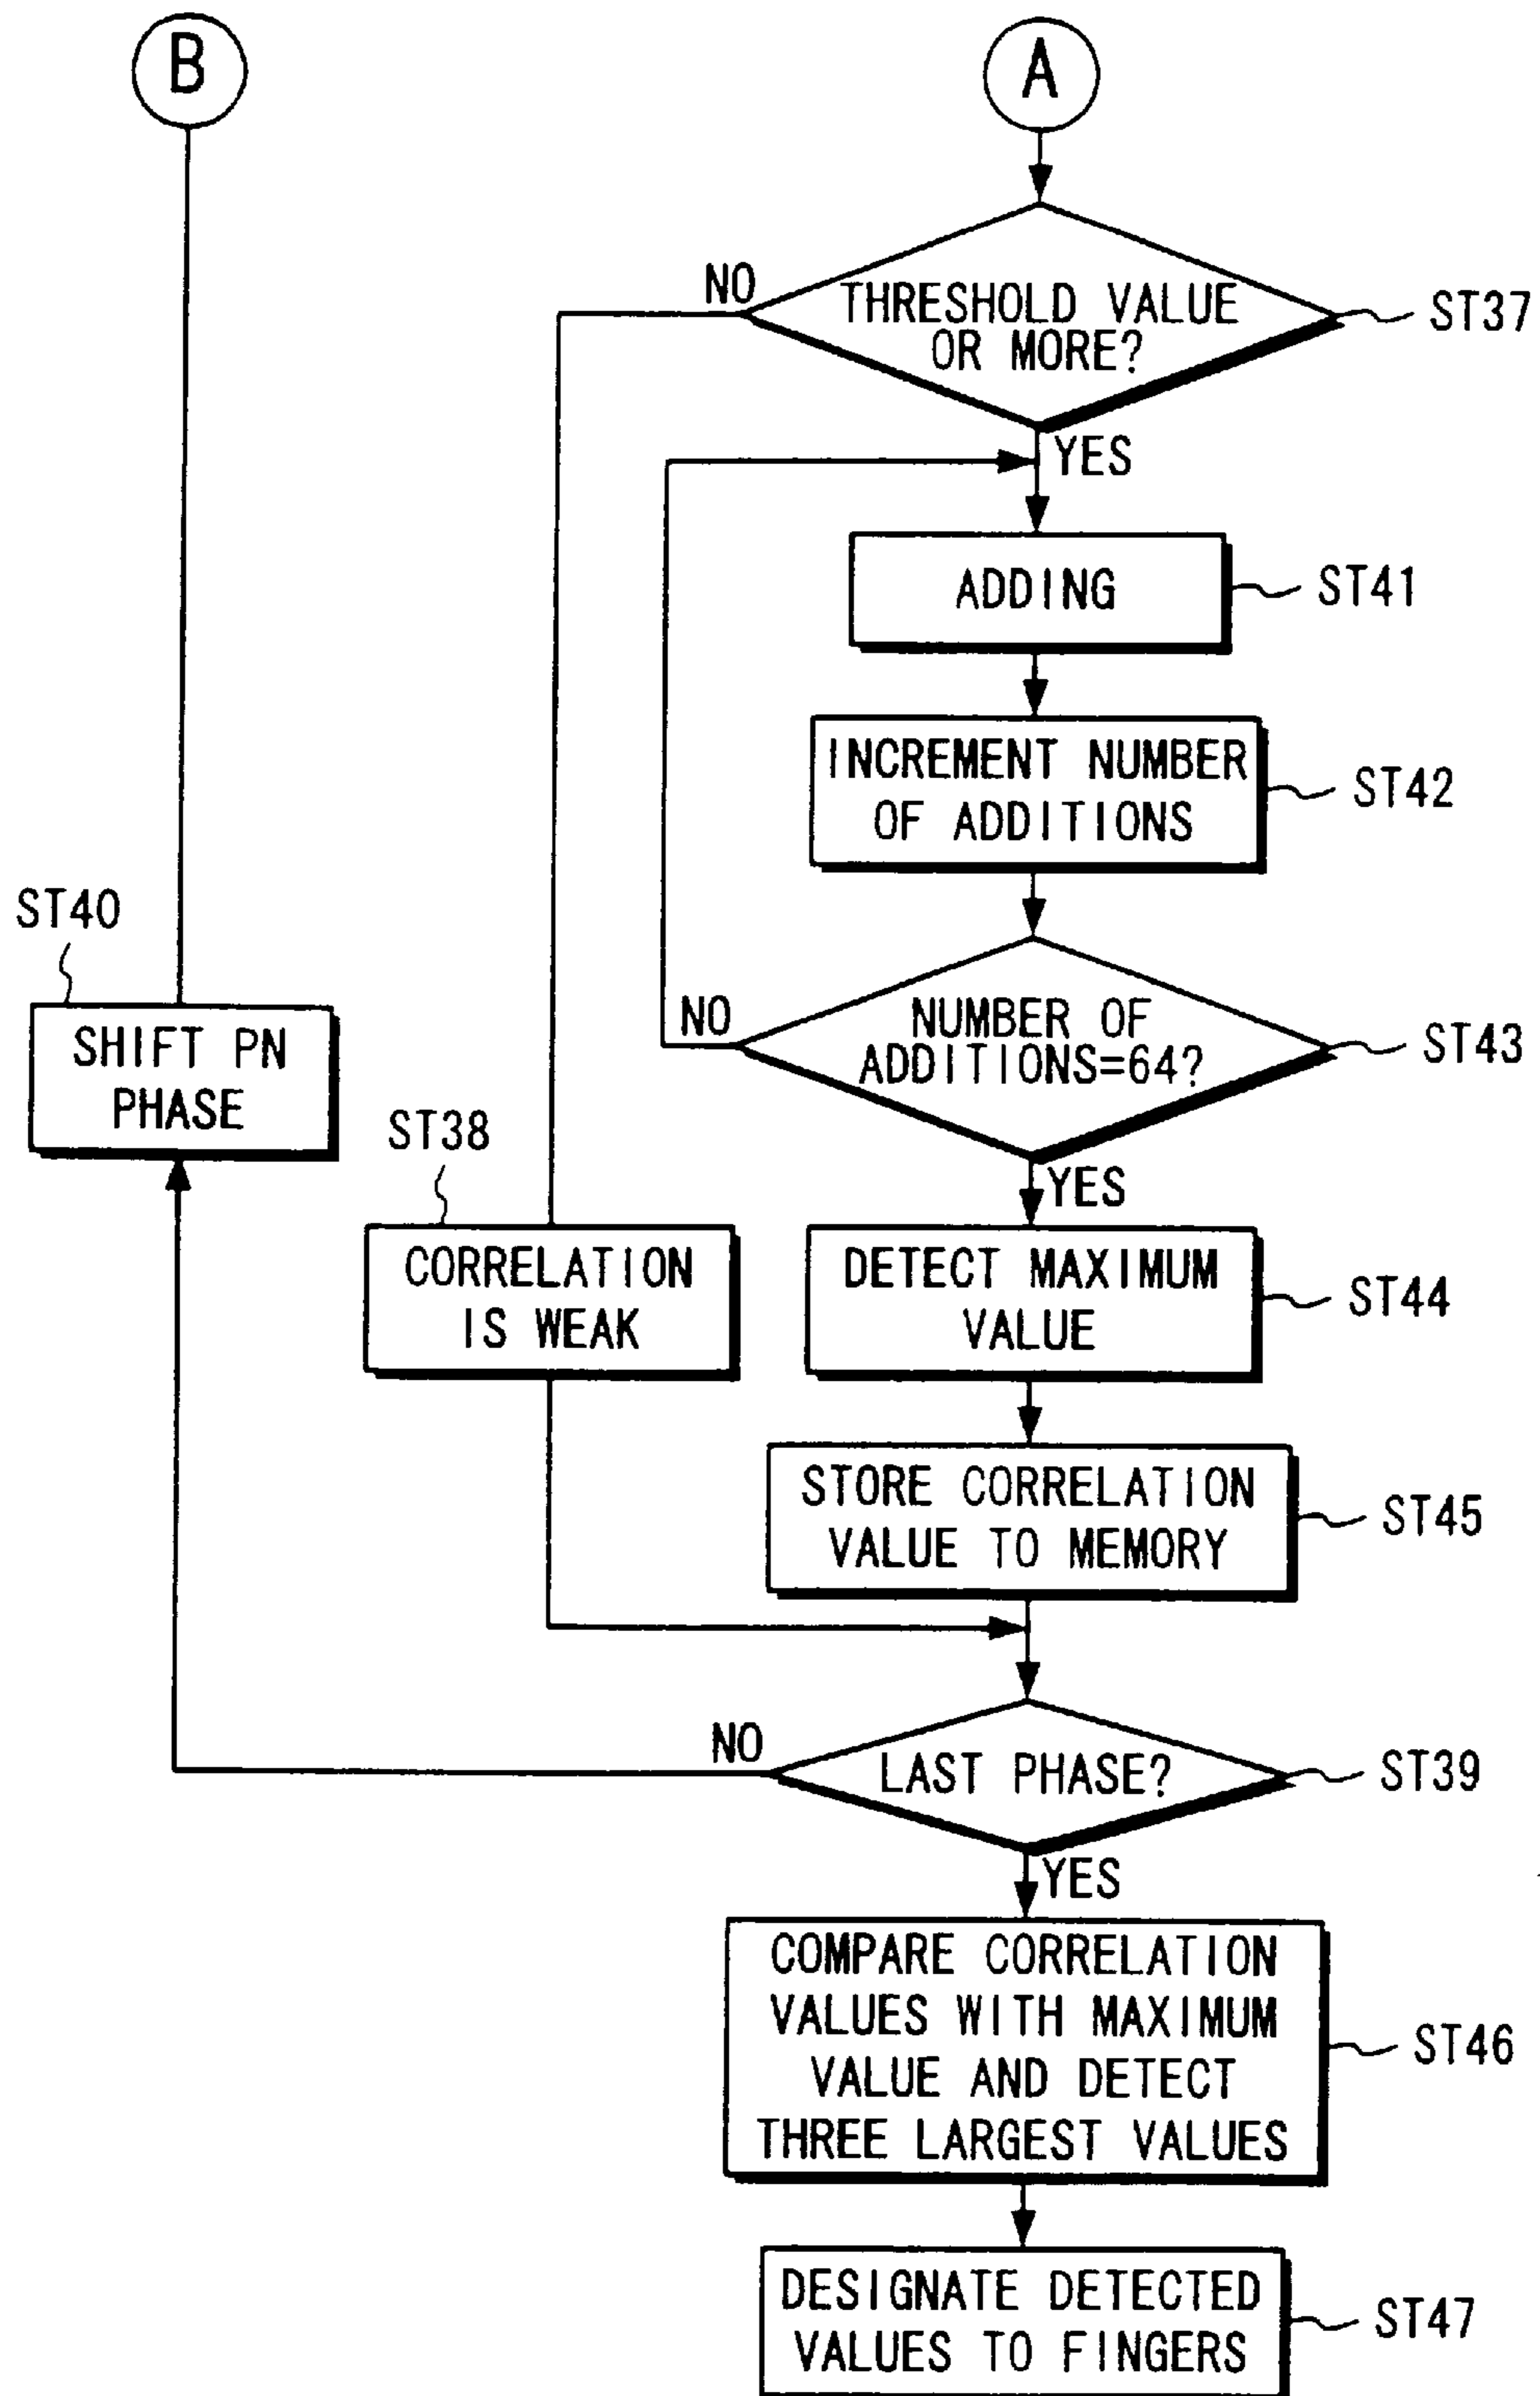 B
A
NO
THRESHOLD VALUE
OR MORE?
ST37
YES
ADDING
ST41
INCREMENT NUMBER
OF ADDITIONS
ST42
ST40
SHIFT PN
PHASE
NO
NUMBER OF
ADDITIONS=64?
ST43
YES
ST38
CORRELATION
IS WEAK
DETECT MAXIMUM
VALUE
ST44
STORE CORRELATION
VALUE TO MEMORY
ST45
NO
LAST PHASE?
ST39
YES
COMPARE CORRELATION
VALUES WITH MAXIMUM
VALUE AND DETECT
THREE LARGEST VALUES
ST46
DESIGNATE DETECTED
VALUES TO FINGERS
ST47